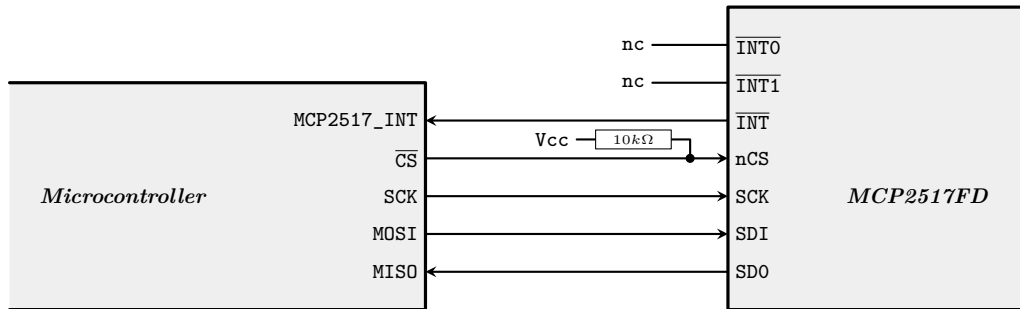 nc INT0
nc INT1
MCP2517_INT INT
Vcc 10kΩ
CS nCS
Microcontroller SCK SCK MCP2517FD
MOSI SDI
MISO SDO